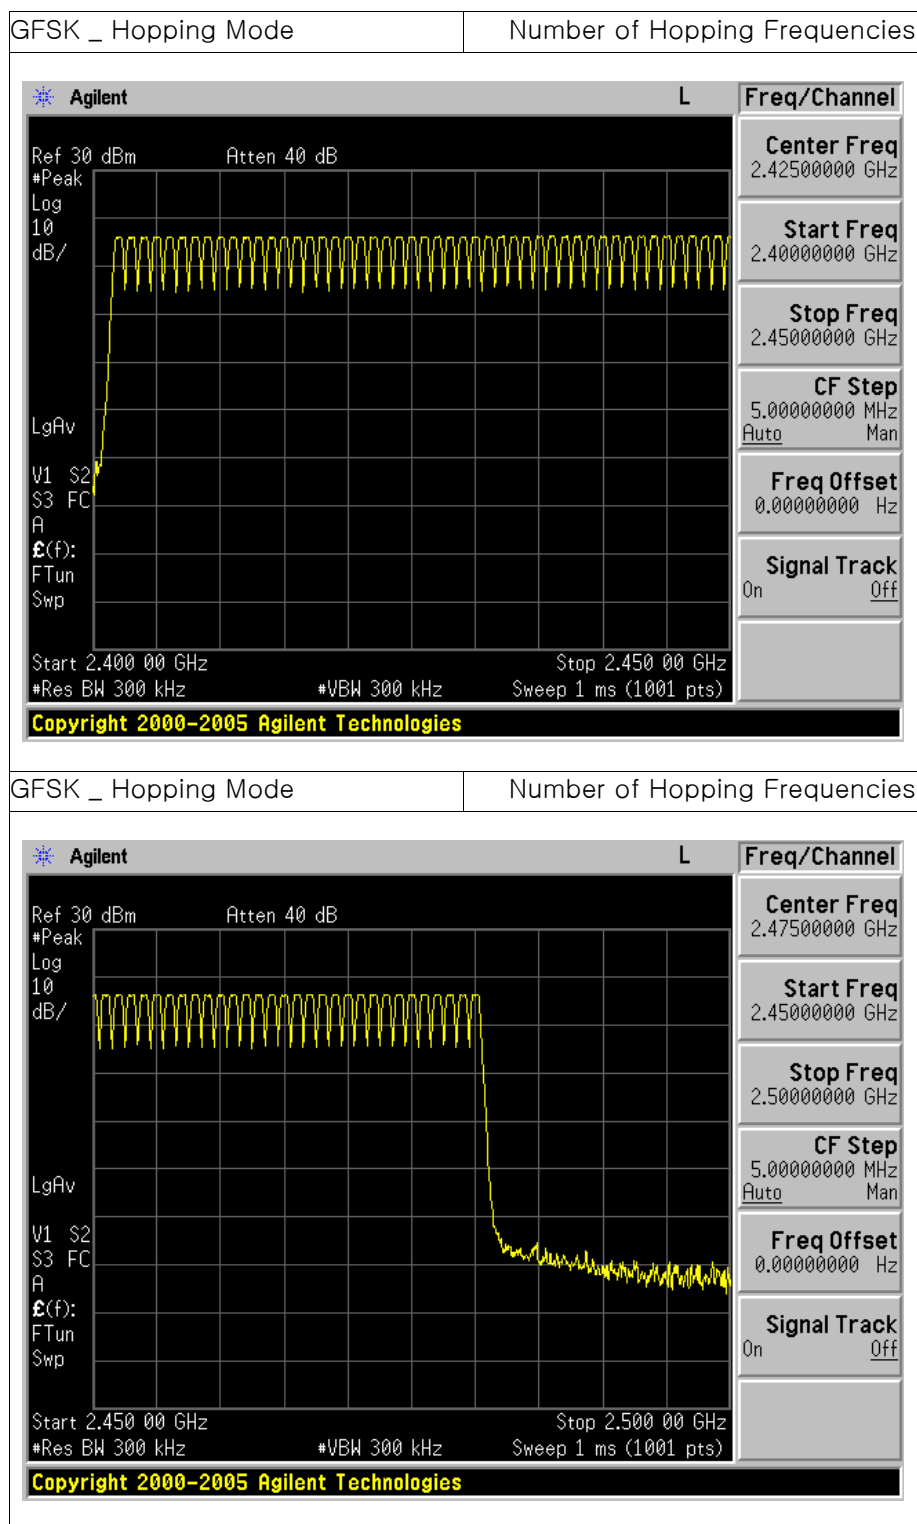 GFSK _ Hopping Mode Number of Hopping Frequencies
Agilent L Freq/Channel
Ref 30 dBm Atten 40 dB
#Peak
Log
10
dB/
LgAv
V1 S2
S3 FC
A
£(f):
FTun
Swp
Start 2.400 00 GHz Stop 2.450 00 GHz
#Res BW 300 kHz #VBW 300 kHz Sweep 1 ms (1001 pts)
Copyright 2000-2005 Agilent Technologies
Center Freq
2.42500000 GHz
Start Freq
2.40000000 GHz
Stop Freq
2.45000000 GHz
CF Step
5.00000000 MHz
Auto Man
Freq Offset
0.00000000 Hz
Signal Track
On Off
GFSK _ Hopping Mode Number of Hopping Frequencies
Agilent L Freq/Channel
Ref 30 dBm Atten 40 dB
#Peak
Log
10
dB/
LgAv
V1 S2
S3 FC
A
£(f):
FTun
Swp
Start 2.450 00 GHz Stop 2.500 00 GHz
#Res BW 300 kHz #VBW 300 kHz Sweep 1 ms (1001 pts)
Copyright 2000-2005 Agilent Technologies
Center Freq
2.47500000 GHz
Start Freq
2.45000000 GHz
Stop Freq
2.50000000 GHz
CF Step
5.00000000 MHz
Auto Man
Freq Offset
0.00000000 Hz
Signal Track
On Off